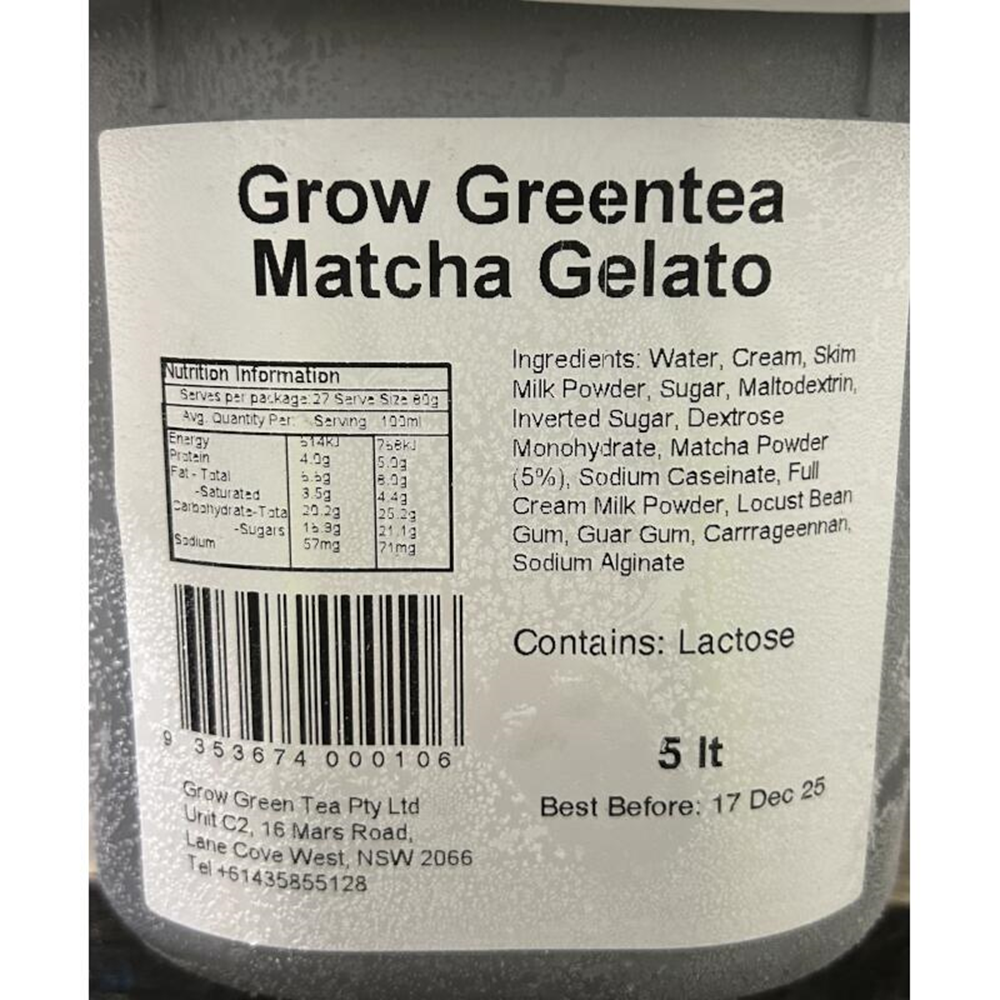 Grow Greentea
Matcha Gelato
Nutrition Information
Serves per package: 27 Serve Size 80g
Avg. Quantity Per: Serving 100ml
Energy 614kJ 768kJ
Protein 4.0g 5.0g
Fat - Total 8.0g
-Saturated 3.5g 4.4g
Carbohydrate-Tota 20.2g 25.2g
-Sugars 21.1g
Sodium 57mg 71mg
Ingredients: Water, Cream, Skim
Milk Powder, Sugar, Maltodextrin,
Inverted Sugar, Dextrose
Monohydrate, Matcha Powder
(5%), Sodium Caseinate, Full
Cream Milk Powder, Locust Bean
Gum, Guar Gum, Carrrageennan,
Sodium Alginate
Contains: Lactose
5 lt
Best Before: 17 Dec 25
9 353674 000106
Grow Green Tea Pty Ltd
Unit C2, 16 Mars Road,
Lane Cove West, NSW 2066
Tel +61435855128